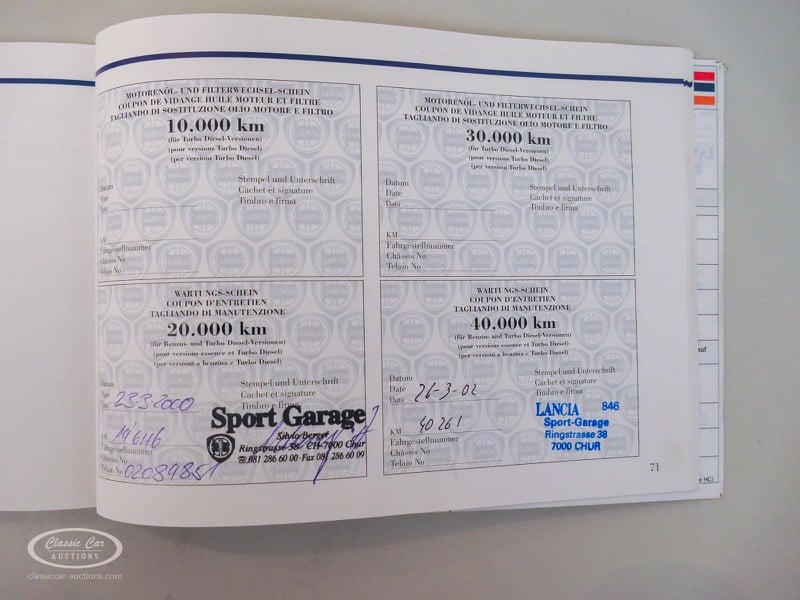 MOTORENÖL- UND FILTERWECHSEL-SCHEIN
COUPON DE VIDANGE HUILE MOTEUR ET FILTRE
TAGLIANDO DI SOSTITUZIONE OLIO MOTORE E FILTRO
10.000 km
(für Turbo Diesel-Versionen)
(pour versions Turbo Diesel)
(per versioni Turbo Diesel)
Datum
Date
Data
Stempel und Unterschrift
Cachet et signature
Timbro e firma
KM
Fahrgestellnummer
Châssis No
Telaio No
MOTORENÖL- UND FILTERWECHSEL-SCHEIN
COUPON DE VIDANGE HUILE MOTEUR ET FILTRE
TAGLIANDO DI SOSTITUZIONE OLIO MOTORE E FILTRO
30.000 km
(für Turbo Diesel-Versionen)
(pour versions Turbo Diesel)
(per versioni Turbo Diesel)
Datum
Date
Data
Stempel und Unterschrift
Cachet et signature
Timbro e firma
KM
Fahrgestellnummer
Châssis No
Telaio No
WARTUNGS-SCHEIN
COUPON D'ENTRETIEN
TAGLIANDO DI MANUTENZIONE
20.000 km
(für Benzin- und Turbo Diesel-Versionen)
(pour versions essence et Turbo Diesel)
(per versioni a benzina e Turbo Diesel)
Datum
Date
Data 23.3.2000
Stempel und Unterschrift
Cachet et signature
Timbro e firma
Sport Garage
Silvio Berger
Ringstrasse 38 CH-7000 Chur
081 286 60 00 · Fax 081 286 60 09
KM
Fahrgestellnummer
Châssis No
Telaio No 02089851
WARTUNGS-SCHEIN
COUPON D'ENTRETIEN
TAGLIANDO DI MANUTENZIONE
40.000 km
(für Benzin- und Turbo Diesel-Versionen)
(pour versions essence et Turbo Diesel)
(per versioni a benzina e Turbo Diesel)
Datum
Date
Data 26-3-02
Stempel und Unterschrift
Cachet et signature
Timbro e firma
LANCIA 846
Sport-Garage
Ringstrasse 38
7000 CHUR
KM 40261
Fahrgestellnummer
Châssis No
Telaio No
71
Classic Car
AUCTIONS
classiccar-auctions.com